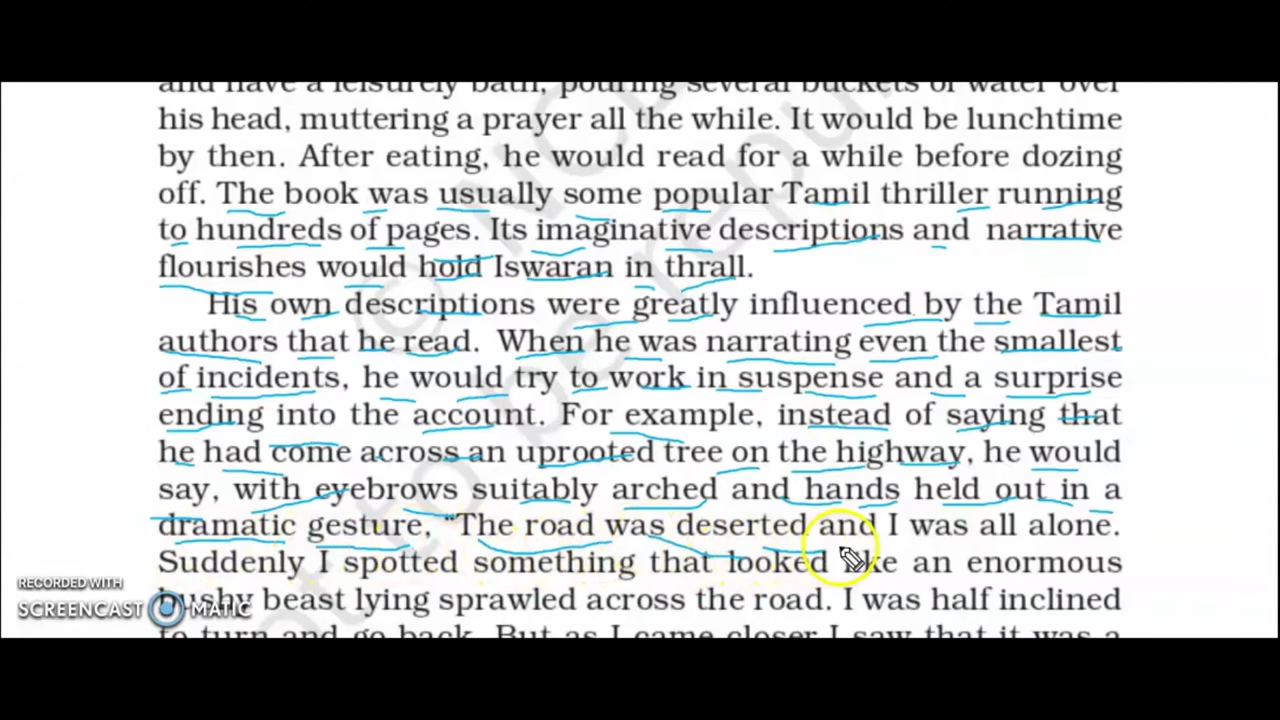 and have a leisurely bath, pouring several buckets of water over
his head, muttering a prayer all the while. It would be lunchtime
by then. After eating, he would read for a while before dozing
off. The book was usually some popular Tamil thriller running
to hundreds of pages. Its imaginative descriptions and narrative
flourishes would hold Iswaran in thrall.
His own descriptions were greatly influenced by the Tamil
authors that he read. When he was narrating even the smallest
of incidents, he would try to work in suspense and a surprise
ending into the account. For example, instead of saying that
he had come across an uprooted tree on the highway, he would
say, with eyebrows suitably arched and hands held out in a
dramatic gesture, “The road was deserted and I was all alone.
Suddenly I spotted something that looked like an enormous
bushy beast lying sprawled across the road. I was half inclined
to turn and go back. But as I came closer I saw that it was a
RECORDED WITH
SCREENCAST MATIC